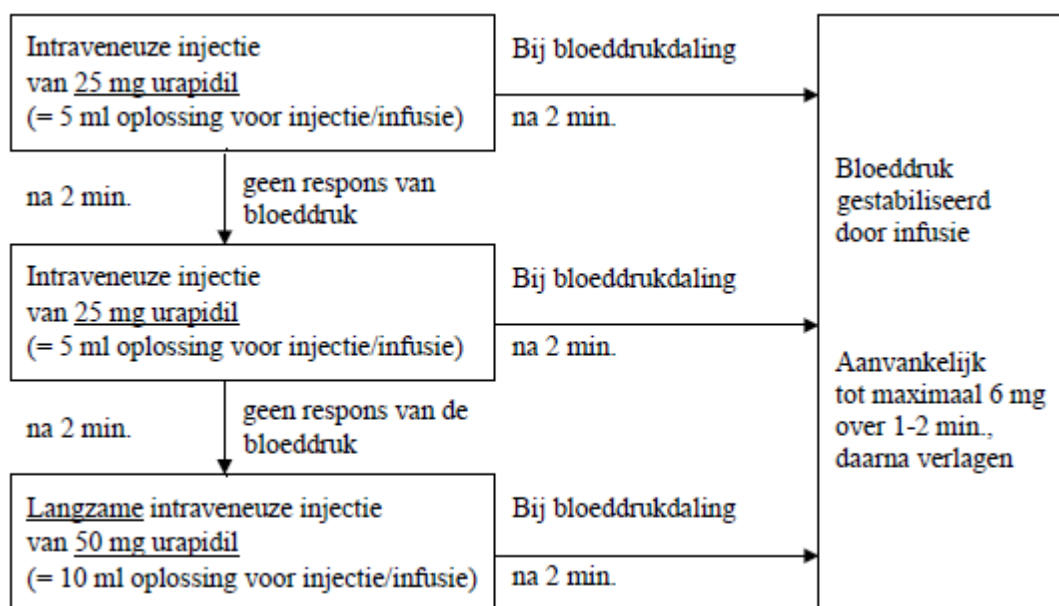 Intraveneuze injectie
van 25 mg urapidil
(= 5 ml oplossing voor injectie/infusie)
Bij bloeddrukdaling
na 2 min.
na 2 min.
geen respons van
bloeddruk
Intraveneuze injectie
van 25 mg urapidil
(= 5 ml oplossing voor injectie/infusie)
Bij bloeddrukdaling
na 2 min.
na 2 min.
geen respons van de
bloeddruk
Langzame intraveneuze injectie
van 50 mg urapidil
(= 10 ml oplossing voor injectie/infusie)
Bij bloeddrukdaling
na 2 min.
Bloeddruk
gestabiliseerd
door infusie
Aanvankelijk
tot maximaal 6 mg
over 1-2 min.,
daarna verlagen